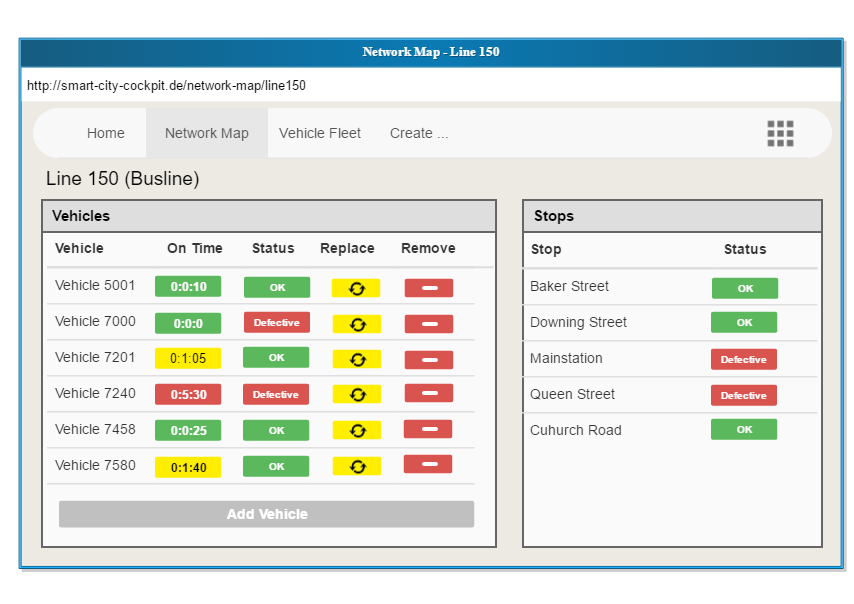 Network Map - Line 150
http://smart-city-cockpit.de/network-map/line150
Home Network Map Vehicle Fleet Create ...
Line 150 (Busline)
Vehicles
Vehicle On Time Status Replace Remove
Vehicle 5001 0:0:10 OK
Vehicle 7000 0:0:0 Defective
Vehicle 7201 0:1:05 OK
Vehicle 7240 0:5:30 Defective
Vehicle 7458 0:0:25 OK
Vehicle 7580 0:1:40 OK
Add Vehicle
Stops
Stop Status
Baker Street OK
Downing Street OK
Mainstation Defective
Queen Street Defective
Cuhurch Road OK